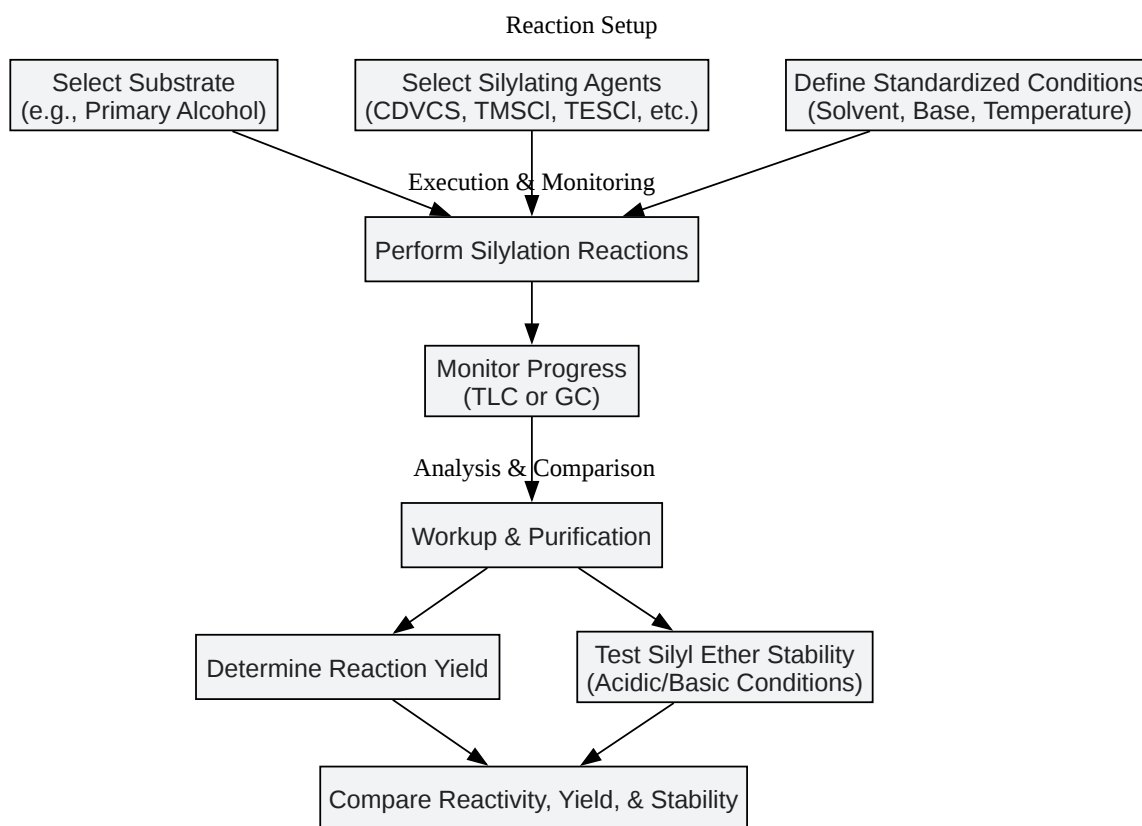 Reaction Setup
Select Substrate
(e.g., Primary Alcohol)
Select Silylating Agents
(CDVCS, TMSCl, TESCl, etc.)
Define Standardized Conditions
(Solvent, Base, Temperature)
Execution & Monitoring
Perform Silylation Reactions
Monitor Progress
(TLC or GC)
Analysis & Comparison
Workup & Purification
Determine Reaction Yield
Test Silyl Ether Stability
(Acidic/Basic Conditions)
Compare Reactivity, Yield, & Stability